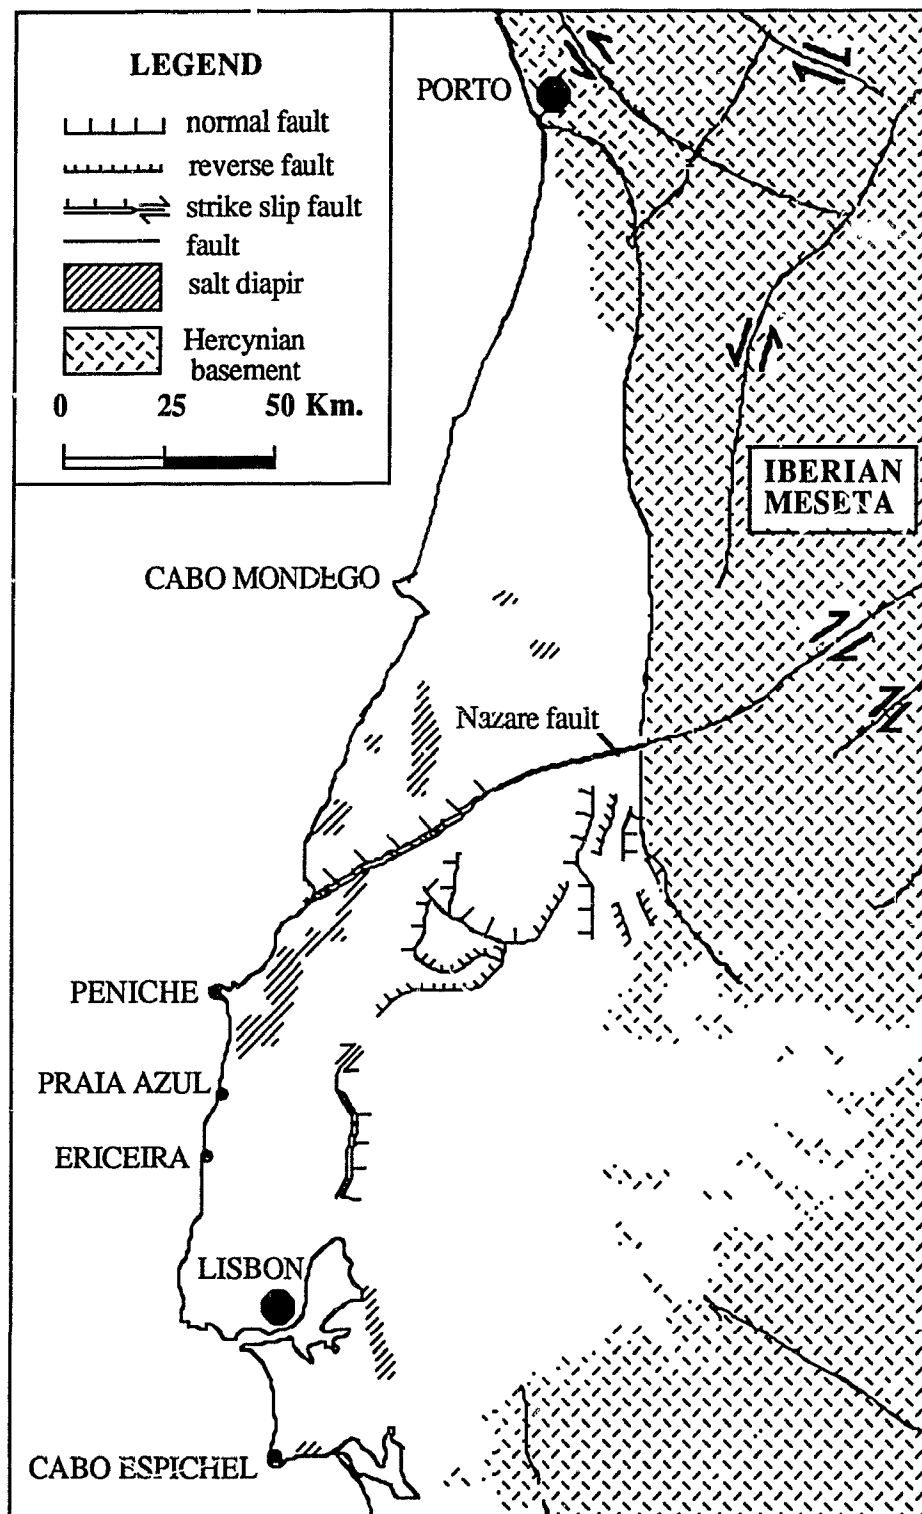 LEGEND
normal fault
reverse fault
strike slip fault
fault
salt diapir
Hercynian
basement
0 25 50 Km.
PORTO
IBERIAN
MESETA
CABO MONDEGO
Nazare fault
PENICHE
PRAIA AZUL
ERICEIRA
LISBON
CABO ESPICHEL